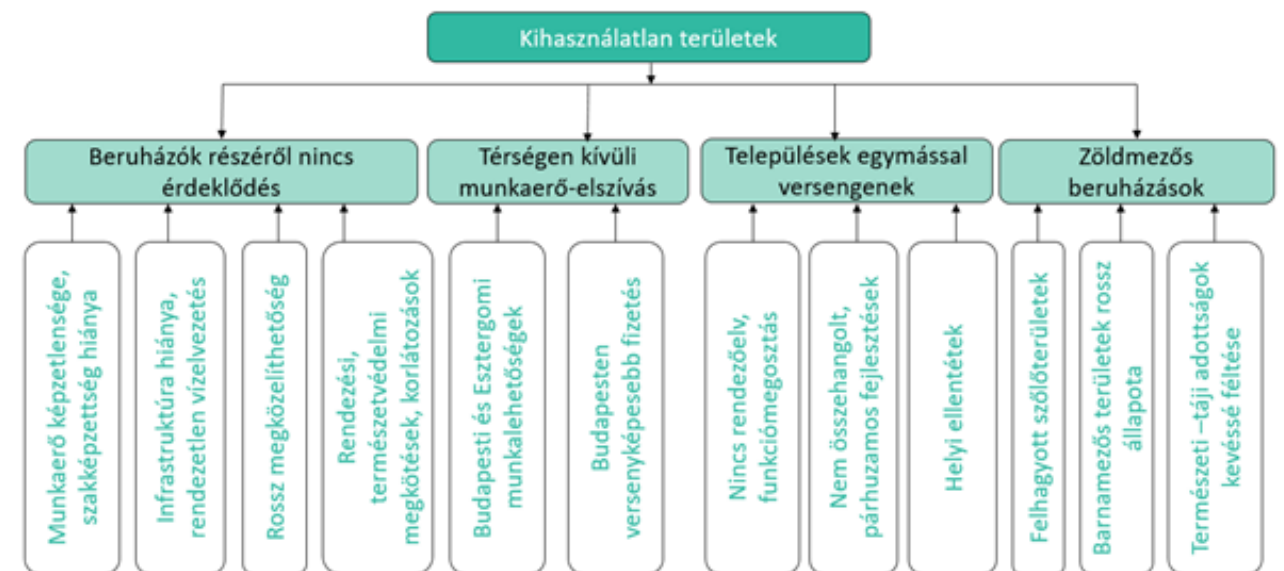 Kihasználatlan területek
Beruházók részéről nincs
érdeklődés
Térségen kívüli
munkaerő-elszívás
Települések egymással
versengenek
Zöldmezős
beruházások
Munkaerő képzetlensége,
szakképzettség hiánya
Infrastruktúra hiánya,
rendezetlen vízelvezetés
Rossz megközelíthetőség
Rendezési,
természetvédelmi
megkötések, korlátozások
Budapesti és Esztergomi
munkalehetőségek
Budapesten
versenyképesebb fizetés
Nincs rendezőelv,
funkciómegosztás
Nem összehangolt,
párhuzamos fejlesztések
Helyi ellentétek
Felhagyott szőlőterületek
Barnamezős területek rossz
állapota
Természeti –táji adottságok
kevéssé féltése